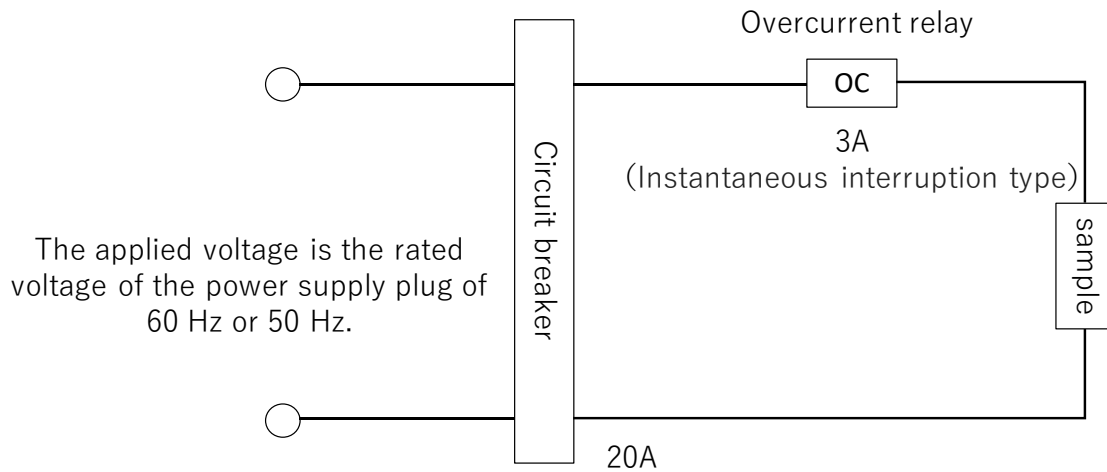 Overcurrent relay
OC
3A
(Instantaneous interruption type)
Circuit breaker
sample
The applied voltage is the rated
voltage of the power supply plug of
60 Hz or 50 Hz.
20A